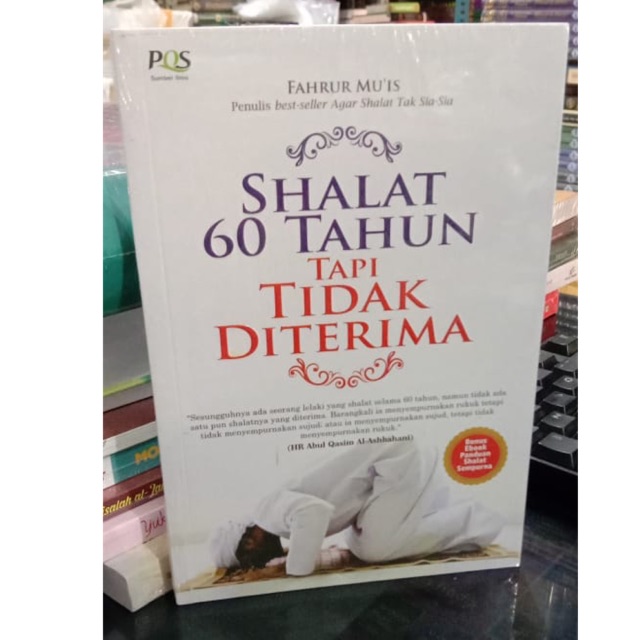 PQS
Sumber Ilmu
FAHRUR MU'IS
Penulis best-seller Agar Shalat Tak Sia-Sia
SHALAT
60 TAHUN
TAPI
TIDAK
DITERIMA
"Sesungguhnya ada seorang lelaki yang shalat selama 60 tahun, namun tidak ada
satu pun shalatnya yang diterima. Barangkali ia menyempurnakan rukuk tetapi
tidak menyempurnakan sujud; atau ia menyempurnakan sujud, tetapi tidak
menyempurnakan rukuk."
(HR Abul Qasim Al-Ashbahani)
Bonus
Ebook
Panduan
Shalat
Sempurna
MO